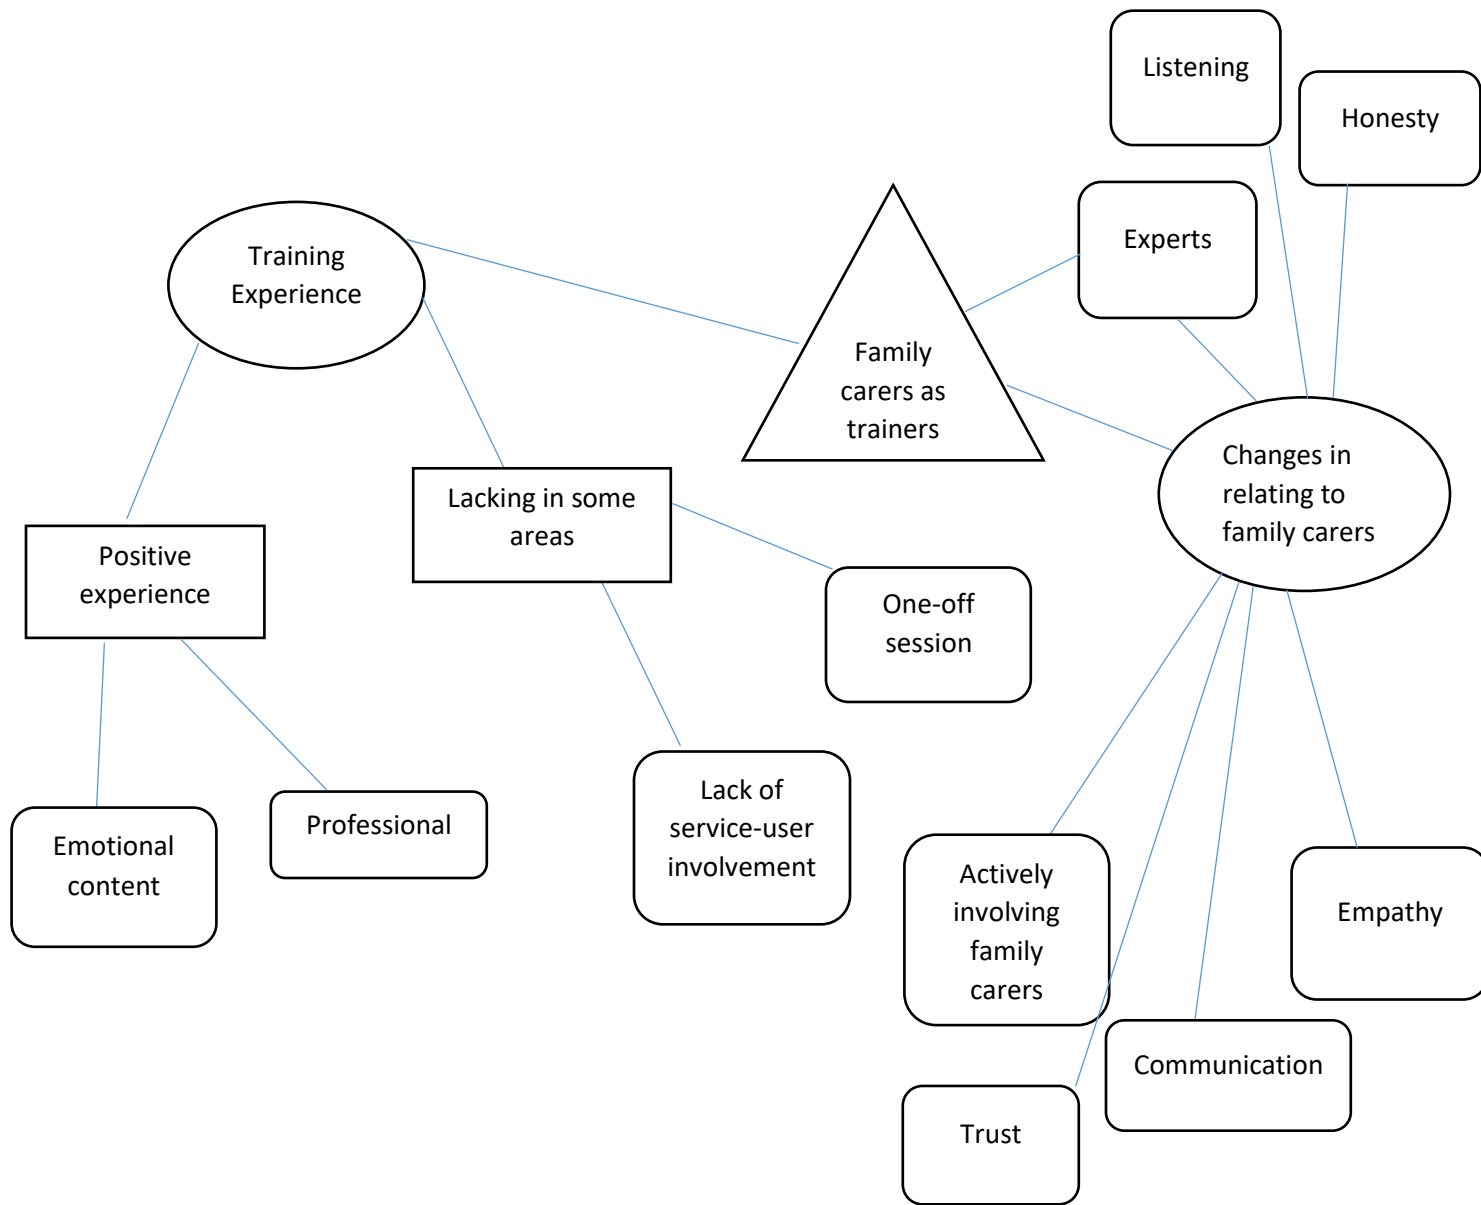 Listening
Honesty
Experts
Training
Experience
Family
carers as
trainers
Changes in
relating to
family carers
Lacking in some
areas
Positive
experience
One-off
session
Lack of
service-user
involvement
Professional
Emotional
content
Actively
involving
family
carers
Empathy
Communication
Trust